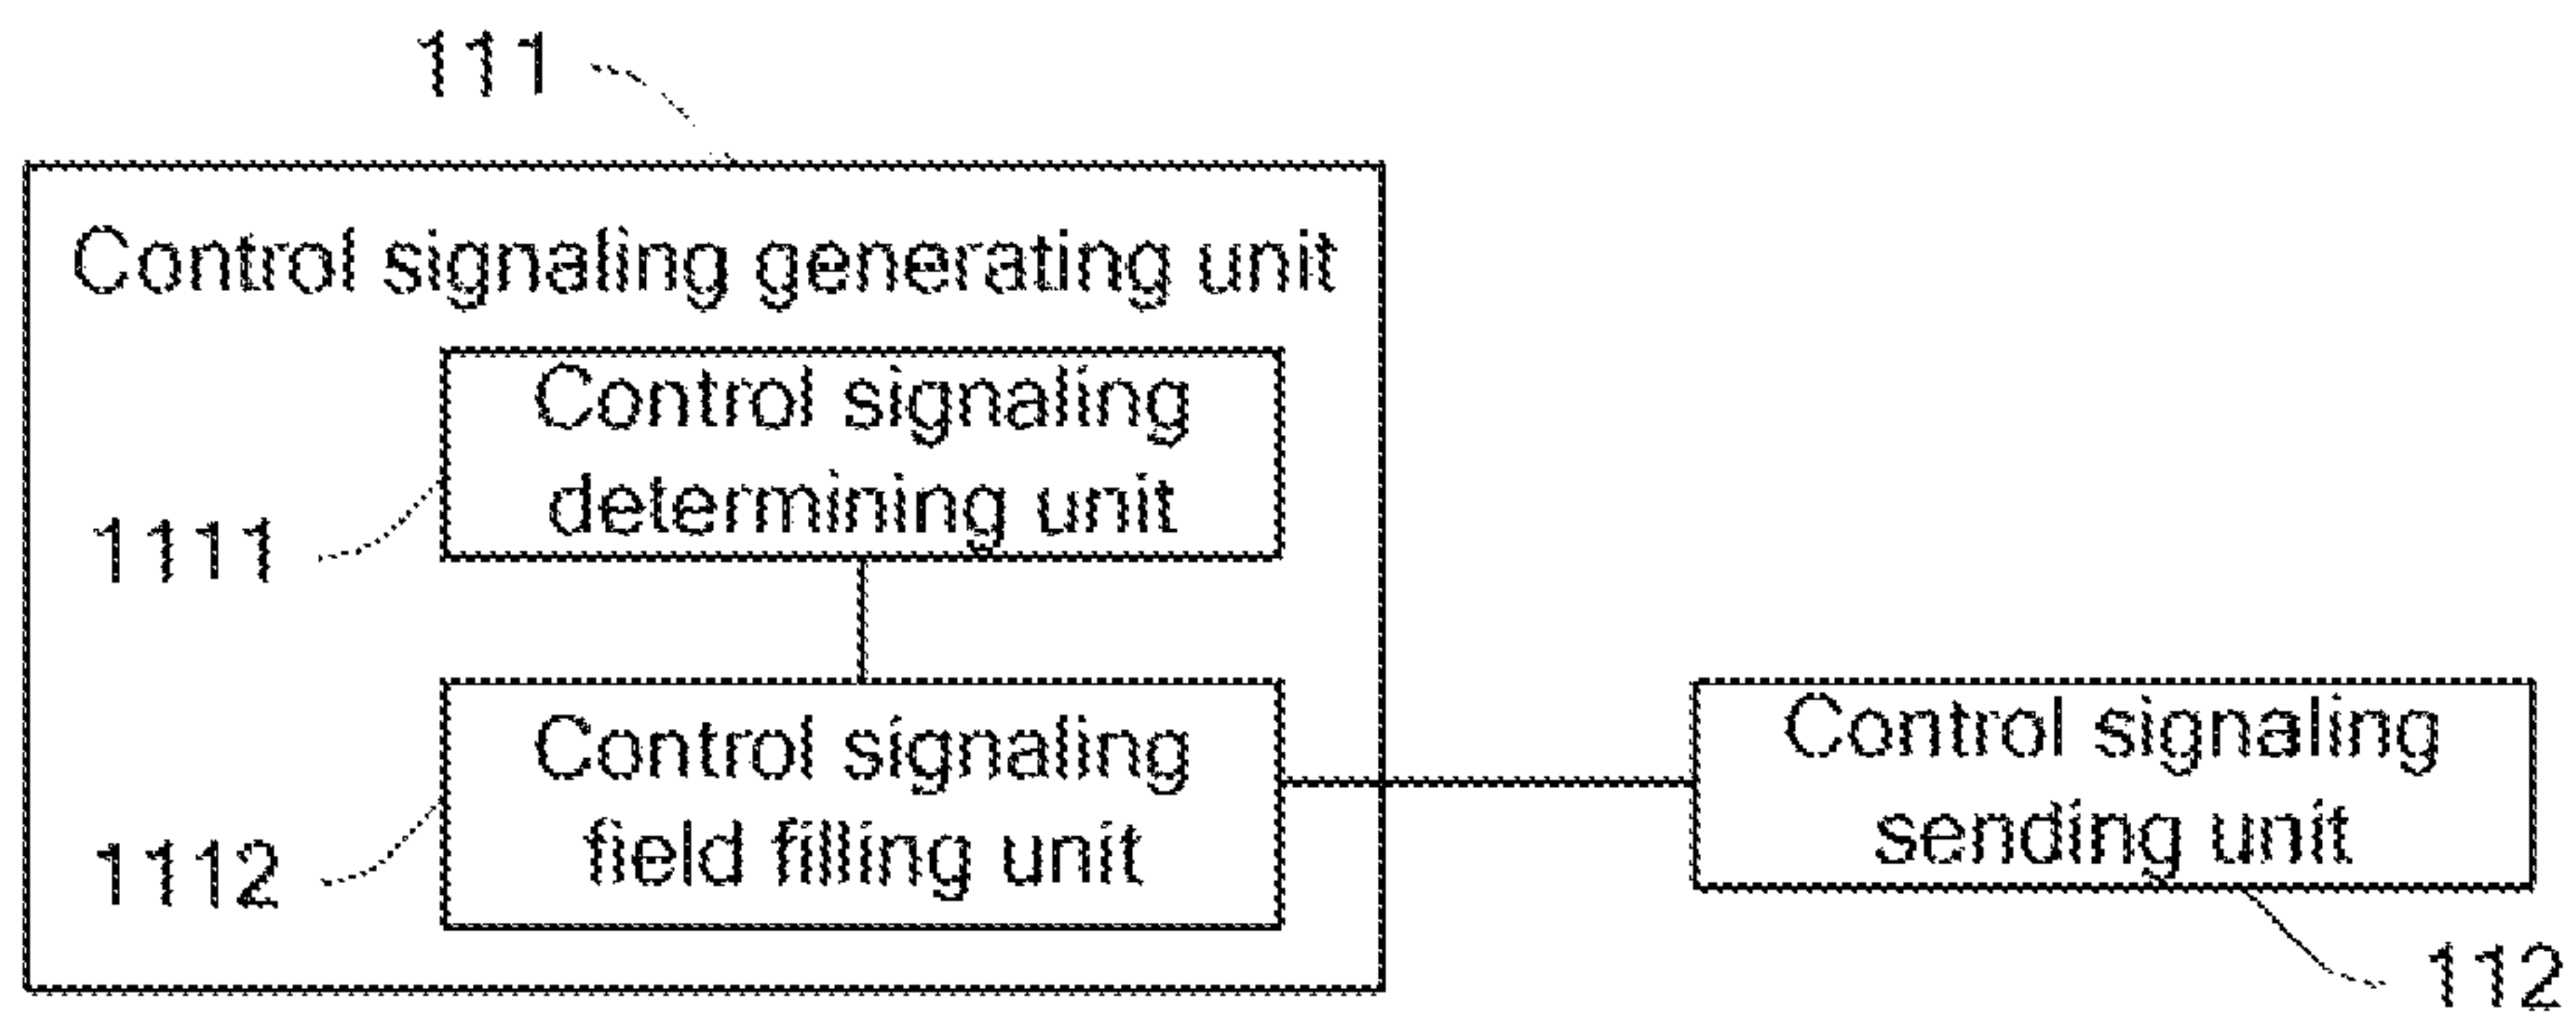 111
Control signaling generating unit
Control signaling
determining unit
1111
Control signaling
field filling unit
1112
Control signaling
sending unit
112